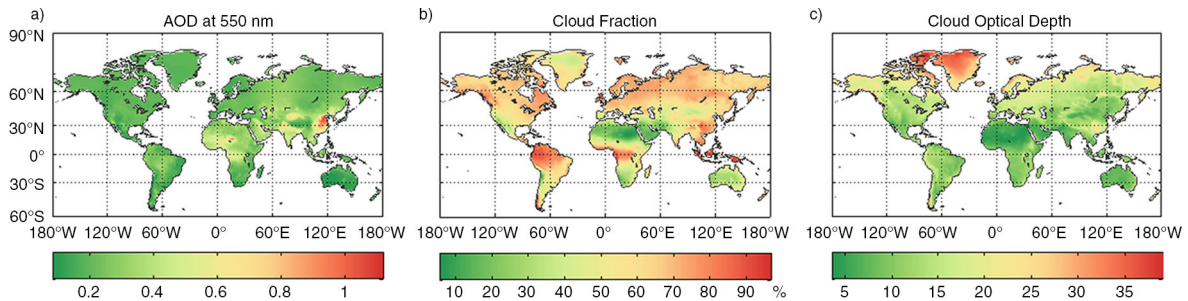 a) AOD at 550 nm
b) Cloud Fraction
c) Cloud Optical Depth
90°N
60°N
30°N
0°
30°S
60°S
180°W 120°W 60°W 0° 60°E 120°E 180°W
180°W 120°W 60°W 0° 60°E 120°E 180°W
180°W 120°W 60°W 0° 60°E 120°E 180°W
0.2 0.4 0.6 0.8 1
10 20 30 40 50 60 70 80 90 %
5 10 15 20 25 30 35